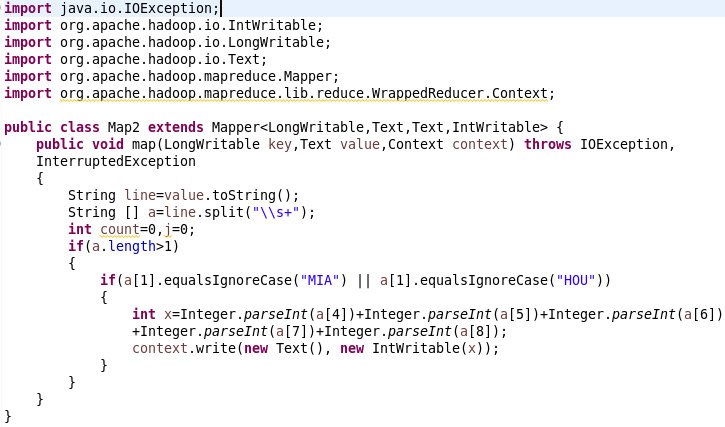 import java.io.IOException;
import org.apache.hadoop.io.IntWritable;
import org.apache.hadoop.io.LongWritable;
import org.apache.hadoop.io.Text;
import org.apache.hadoop.mapreduce.Mapper;
import org.apache.hadoop.mapreduce.lib.reduce.WrappedReducer.Context;
public class Map2 extends Mapper<LongWritable,Text,Text,IntWritable> {
public void map(LongWritable key,Text value,Context context) throws IOException,
InterruptedException
{
String line=value.toString();
String [] a=line.split("\\s+");
int count=0,j=0;
if(a.length>1)
{
if(a[1].equalsIgnoreCase("MIA") || a[1].equalsIgnoreCase("HOU"))
{
int x=Integer.parseInt(a[4])+Integer.parseInt(a[5])+Integer.parseInt(a[6])
+Integer.parseInt(a[7])+Integer.parseInt(a[8]);
context.write(new Text(), new IntWritable(x));
}
}
}
}